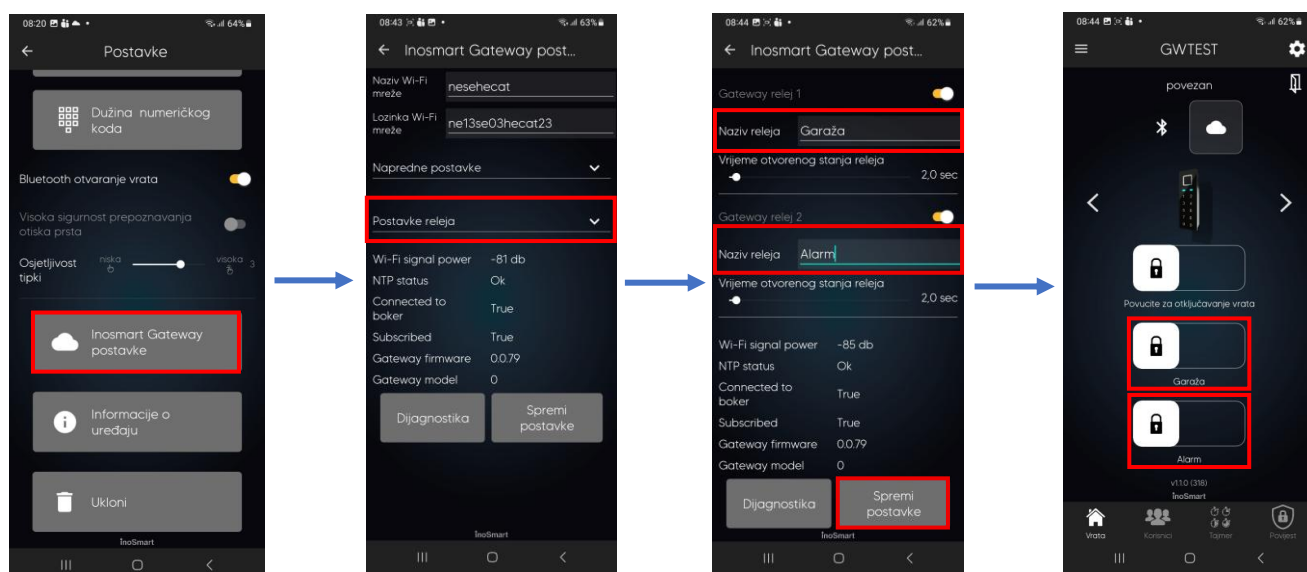 08:20 64%
Postavke
Dužina numeričkog
koda
Bluetooth otvaranje vrata
Visoka sigurnost prepoznavanja
otiska prsta
Osjetljivost
tipki
niska
visoka
3
Inosmart Gateway
postavke
Informacije o
uređaju
Ukloni
InoSmart
08:43 63%
Inosmart Gateway post...
Naziv Wi-Fi
mreže
nesehecat
Lozinka Wi-Fi
mreže
ne13se03hecat23
Napredne postavke
Postavke releja
Wi-Fi signal power -81 db
NTP status Ok
Connected to
boker
True
Subscribed True
Gateway firmware 0.0.79
Gateway model 0
Dijagnostika
Spremi
postavke
InoSmart
08:44 62%
Inosmart Gateway post...
Gateway relej 1
Naziv releja Garaža
Vrijeme otvorenog stanja releja
2,0 sec
Gateway relej 2
Naziv releja Alarm
Vrijeme otvorenog stanja releja
2,0 sec
Wi-Fi signal power -85 db
NTP status Ok
Connected to
boker
True
Subscribed True
Gateway firmware 0.0.79
Gateway model 0
Dijagnostika
Spremi
postavke
InoSmart
08:44 62%
GWTEST
povezan
Povucite za otključavanje vrata
Garaža
Alarm
v1.1.0 (318)
InoSmart
Vrata Korisnici Tajmer Povijest